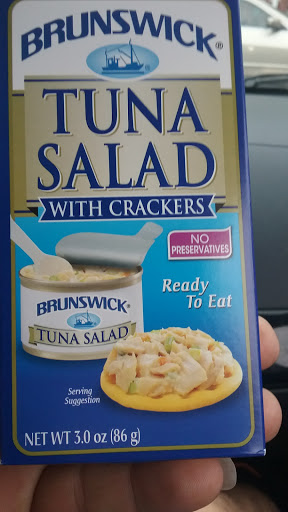 BRUNSWICK®
TUNA
SALAD
WITH CRACKERS
NO
PRESERVATIVES
Ready
To Eat
BRUNSWICK®
TUNA SALAD
Serving
Suggestion
NET WT 3.0 oz (86 g)